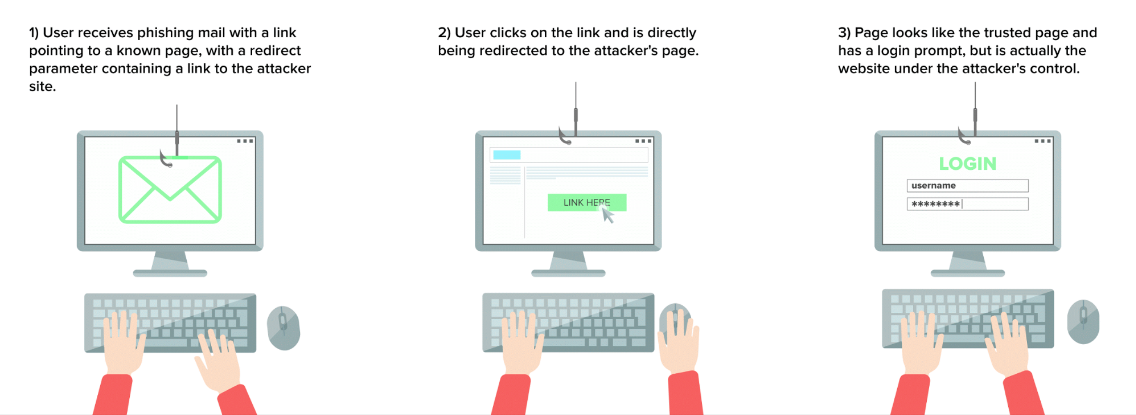 1) User receives phishing mail with a link
pointing to a known page, with a redirect
parameter containing a link to the attacker
site.
2) User clicks on the link and is directly
being redirected to the attacker's page.
LINK HERE
3) Page looks like the trusted page and
has a login prompt, but is actually the
website under the attacker's control.
LOGIN
username
********